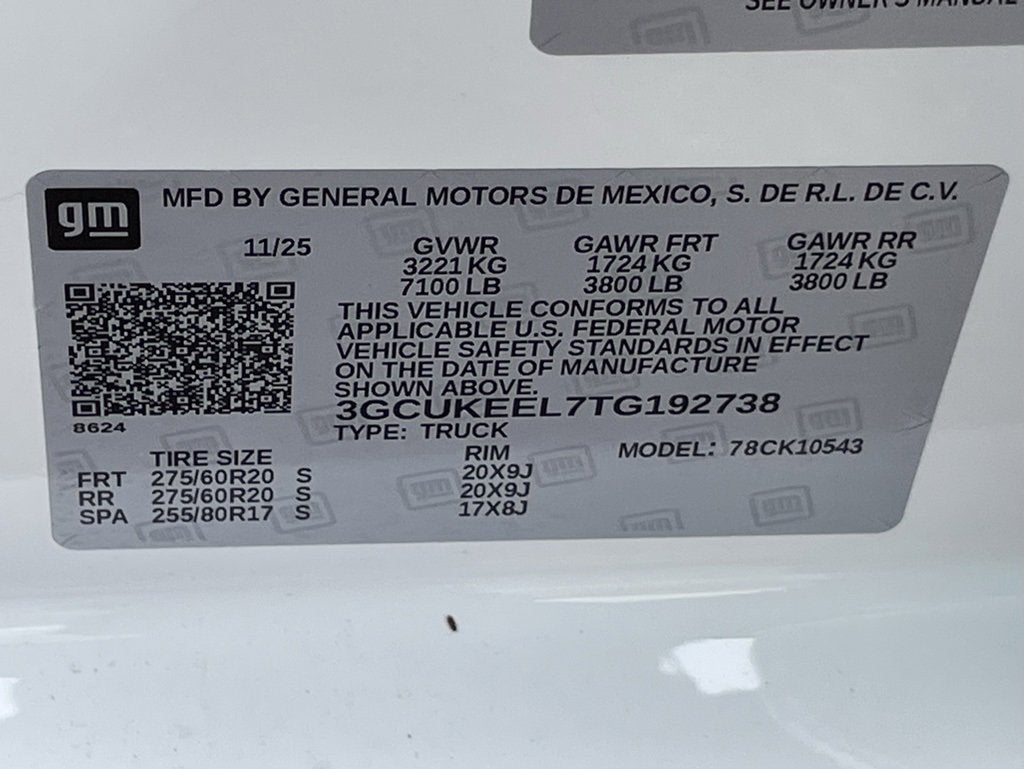 SEE OWNER'S MANUAL
gm
MFD BY GENERAL MOTORS DE MEXICO, S. DE R.L. DE C.V.
11/25 GVWR GAWR FRT GAWR RR
3221 KG 1724 KG 1724 KG
7100 LB 3800 LB 3800 LB
THIS VEHICLE CONFORMS TO ALL
APPLICABLE U.S. FEDERAL MOTOR
VEHICLE SAFETY STANDARDS IN EFFECT
ON THE DATE OF MANUFACTURE
SHOWN ABOVE.
3GCUKEEL7TG192738
8624
TYPE: TRUCK
TIRE SIZE RIM MODEL: 78CK10543
FRT 275/60R20 S 20X9J
RR 275/60R20 S 20X9J
SPA 255/80R17 S 17X8J